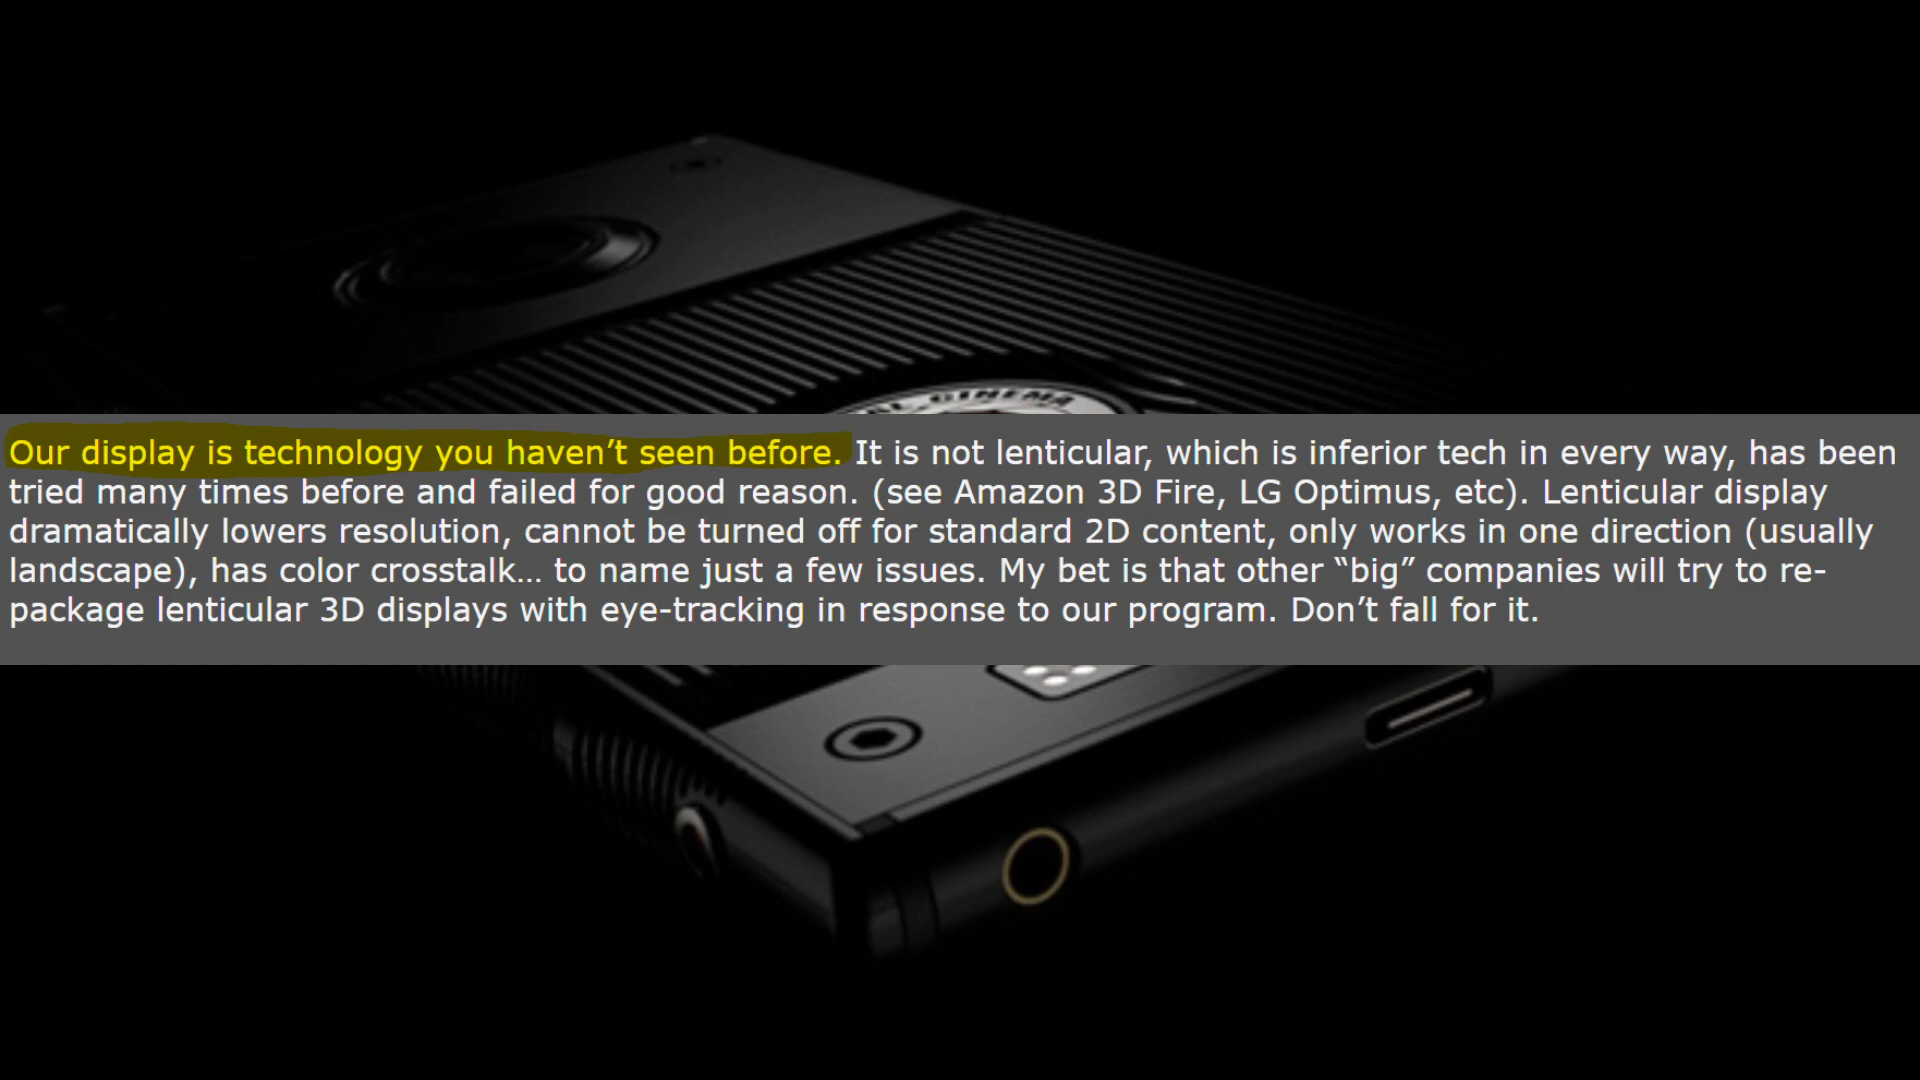 CINEMA
Our display is technology you haven’t seen before. It is not lenticular, which is inferior tech in every way, has been
tried many times before and failed for good reason. (see Amazon 3D Fire, LG Optimus, etc). Lenticular display
dramatically lowers resolution, cannot be turned off for standard 2D content, only works in one direction (usually
landscape), has color crosstalk... to name just a few issues. My bet is that other “big” companies will try to re-
package lenticular 3D displays with eye-tracking in response to our program. Don’t fall for it.